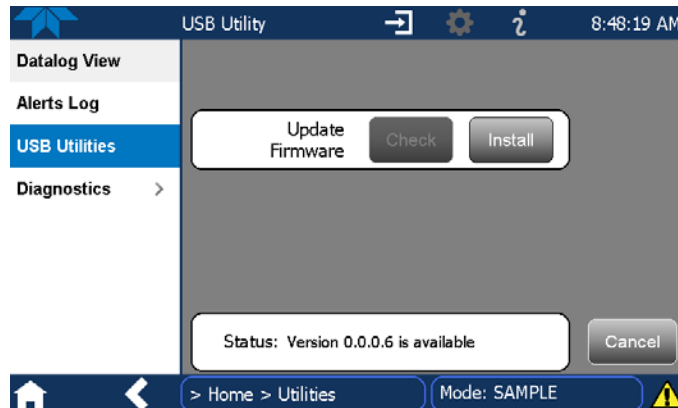 USB Utility
8:48:19 AM
Datalog View
Alerts Log
USB Utilities
Diagnostics >
Update
Firmware
Check
Install
Status: Version 0.0.0.6 is available
Cancel
> Home > Utilities
Mode: SAMPLE